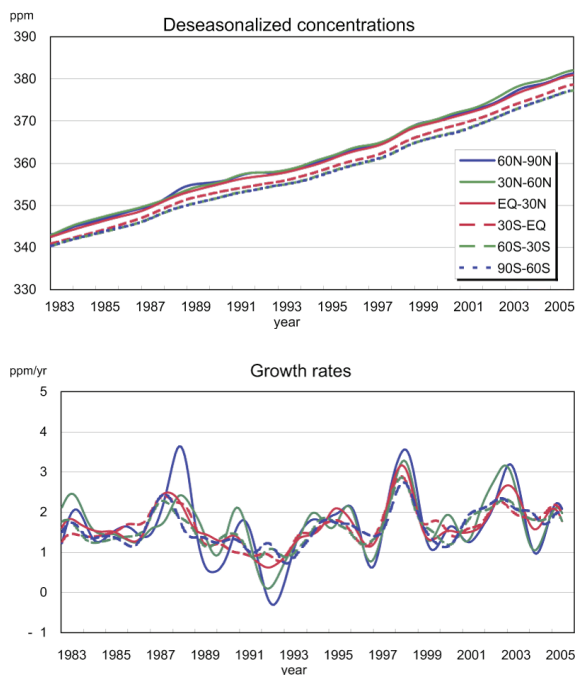 ppm
Deseasonalized concentrations
390
380
370
360
350
340
330
60N-90N
30N-60N
EQ-30N
30S-EQ
60S-30S
90S-60S
1983 1985 1987 1989 1991 1993 1995 1997 1999 2001 2003 2005
year
ppm/yr
Growth rates
5
4
3
2
1
0
- 1
1983 1985 1987 1989 1991 1993 1995 1997 1999 2001 2003 2005
year